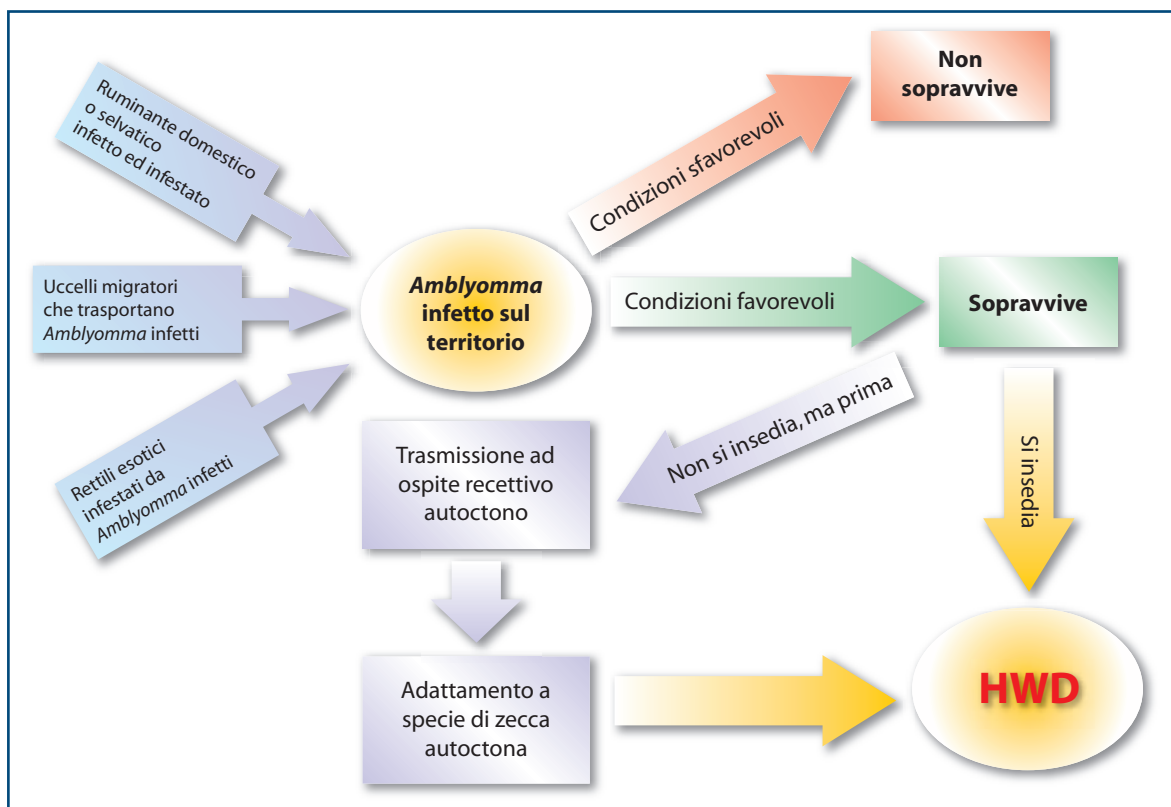 Ruminante domestico
o selvatico
infetto ed infestato
Uccelli migratori
che trasportano
Amblyomma infetti
Rettili esotici
infestati da
Amblyomma infetti
Amblyomma
infetto sul
territorio
Condizioni sfavorevoli
Non
sopravvive
Condizioni favorevoli
Sopravvive
Non si insedia, ma prima
Si insedia
Trasmissione ad
ospite recettivo
autoctono
Adattamento a
specie di zecca
autoctona
HWD